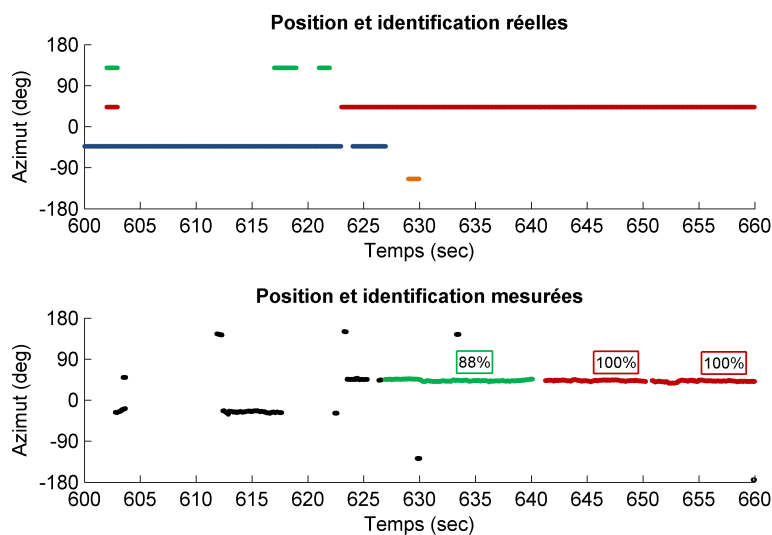 Position et identification réelles
Azimut (deg)
180
90
0
-90
-180
600 605 610 615 620 625 630 635 640 645 650 655 660
Temps (sec)
Position et identification mesurées
Azimut (deg)
180
90
0
-90
-180
88%
100%
100%
600 605 610 615 620 625 630 635 640 645 650 655 660
Temps (sec)